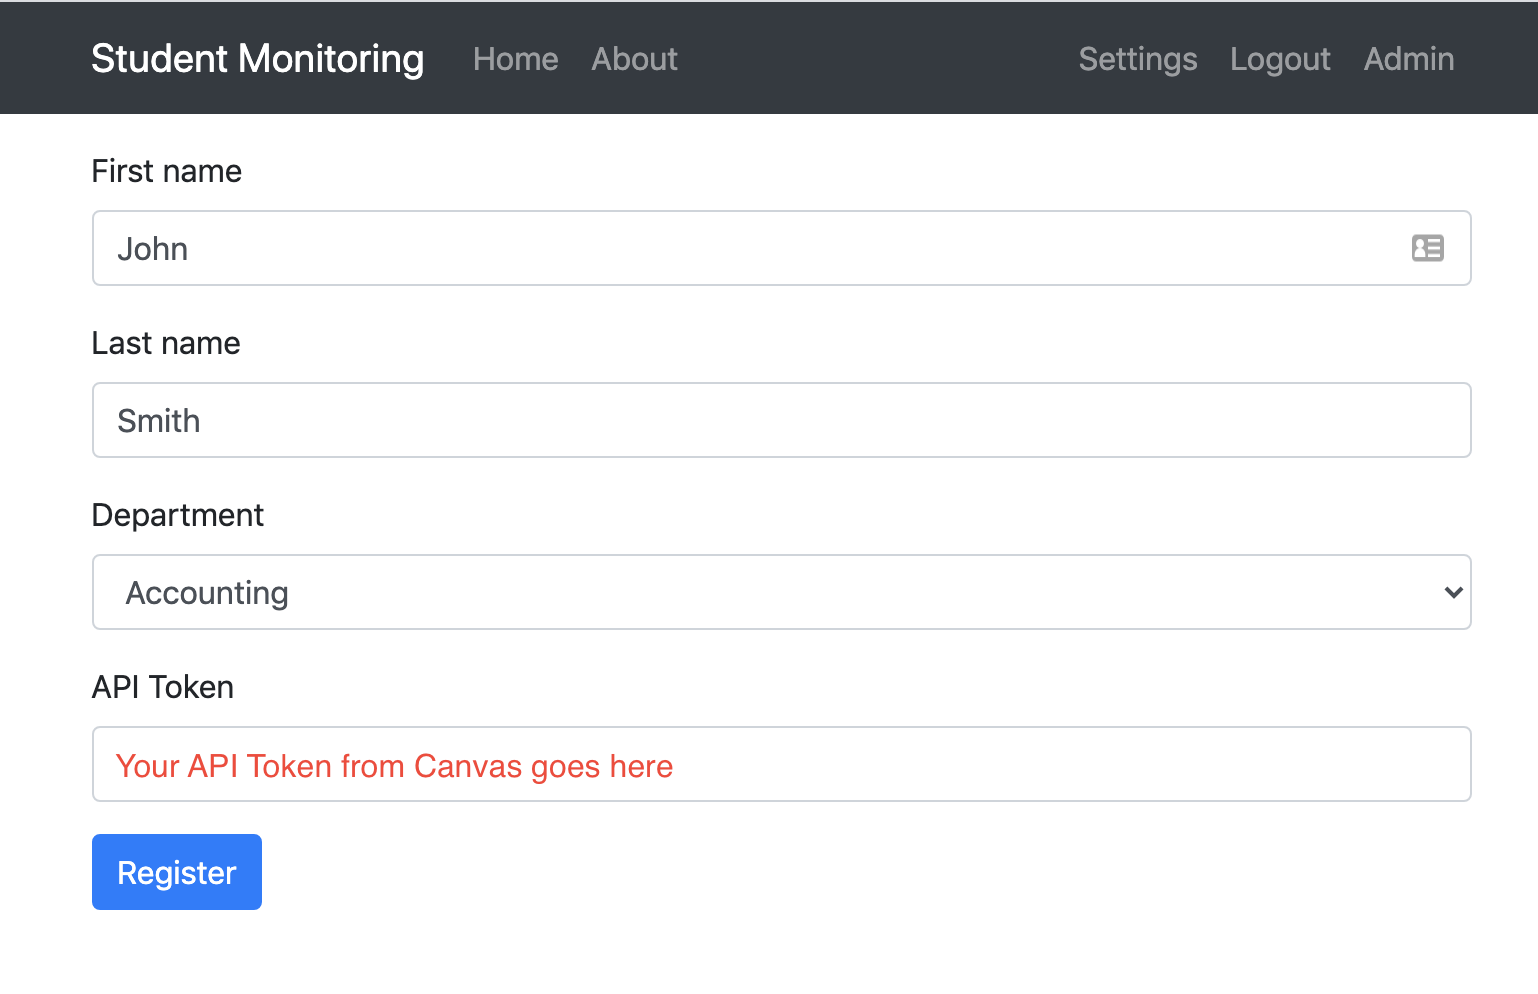 Student Monitoring Home About Settings Logout Admin
First name
John
Last name
Smith
Department
Accounting
API Token
Your API Token from Canvas goes here
Register